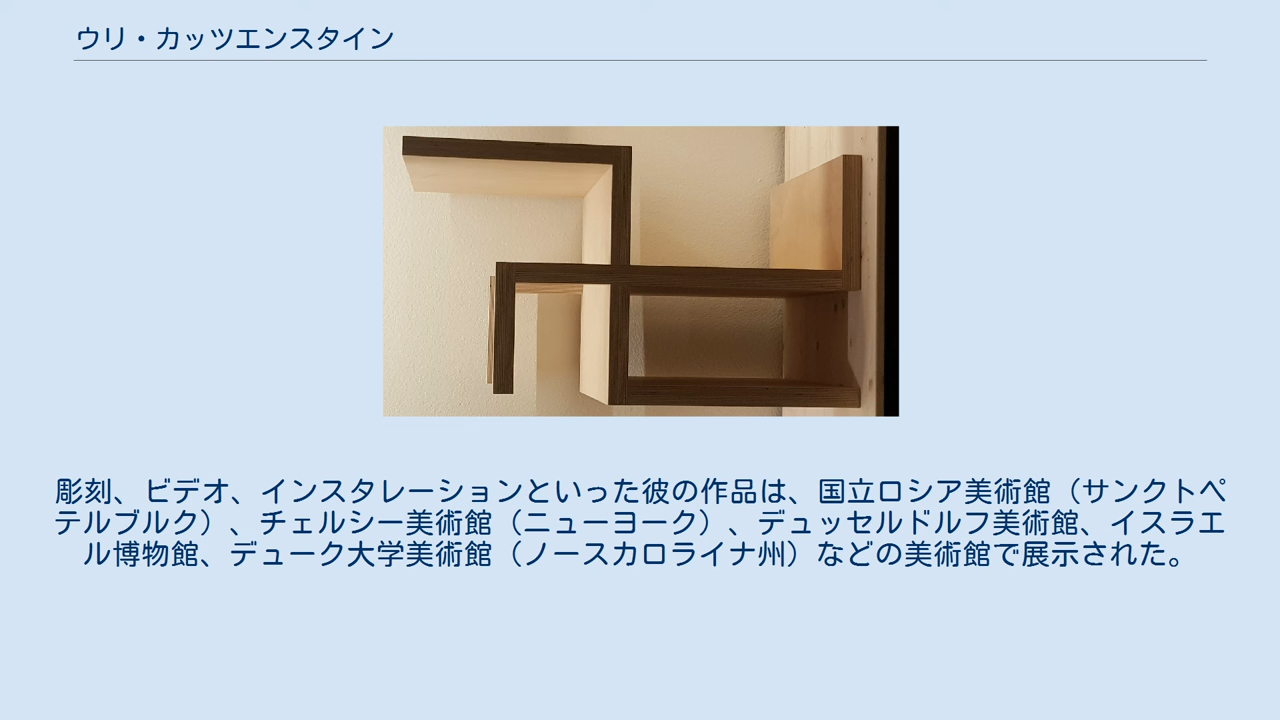 ウリ・カッツエンスタイン
彫刻、ビデオ、インスタレーションといった彼の作品は、国立ロシア美術館（サンクトペ
テルブルク）、チェルシー美術館（ニューヨーク）、デュッセルドルフ美術館、イスラエ
ル博物館、デューク大学美術館（ノースカロライナ州）などの美術館で展示された。